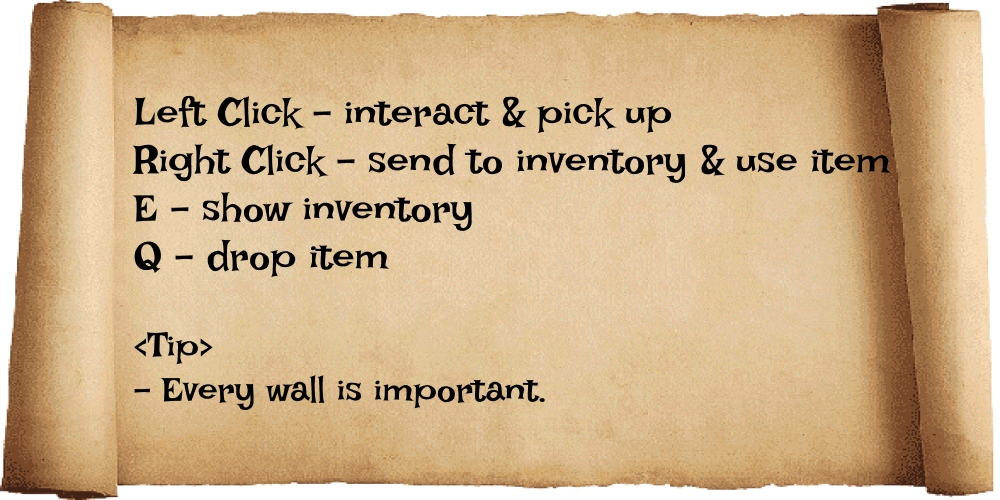 Left Click - interact & pick up
Right Click - send to inventory & use item
E - show inventory
Q - drop item
<Tip>
- Every wall is important.